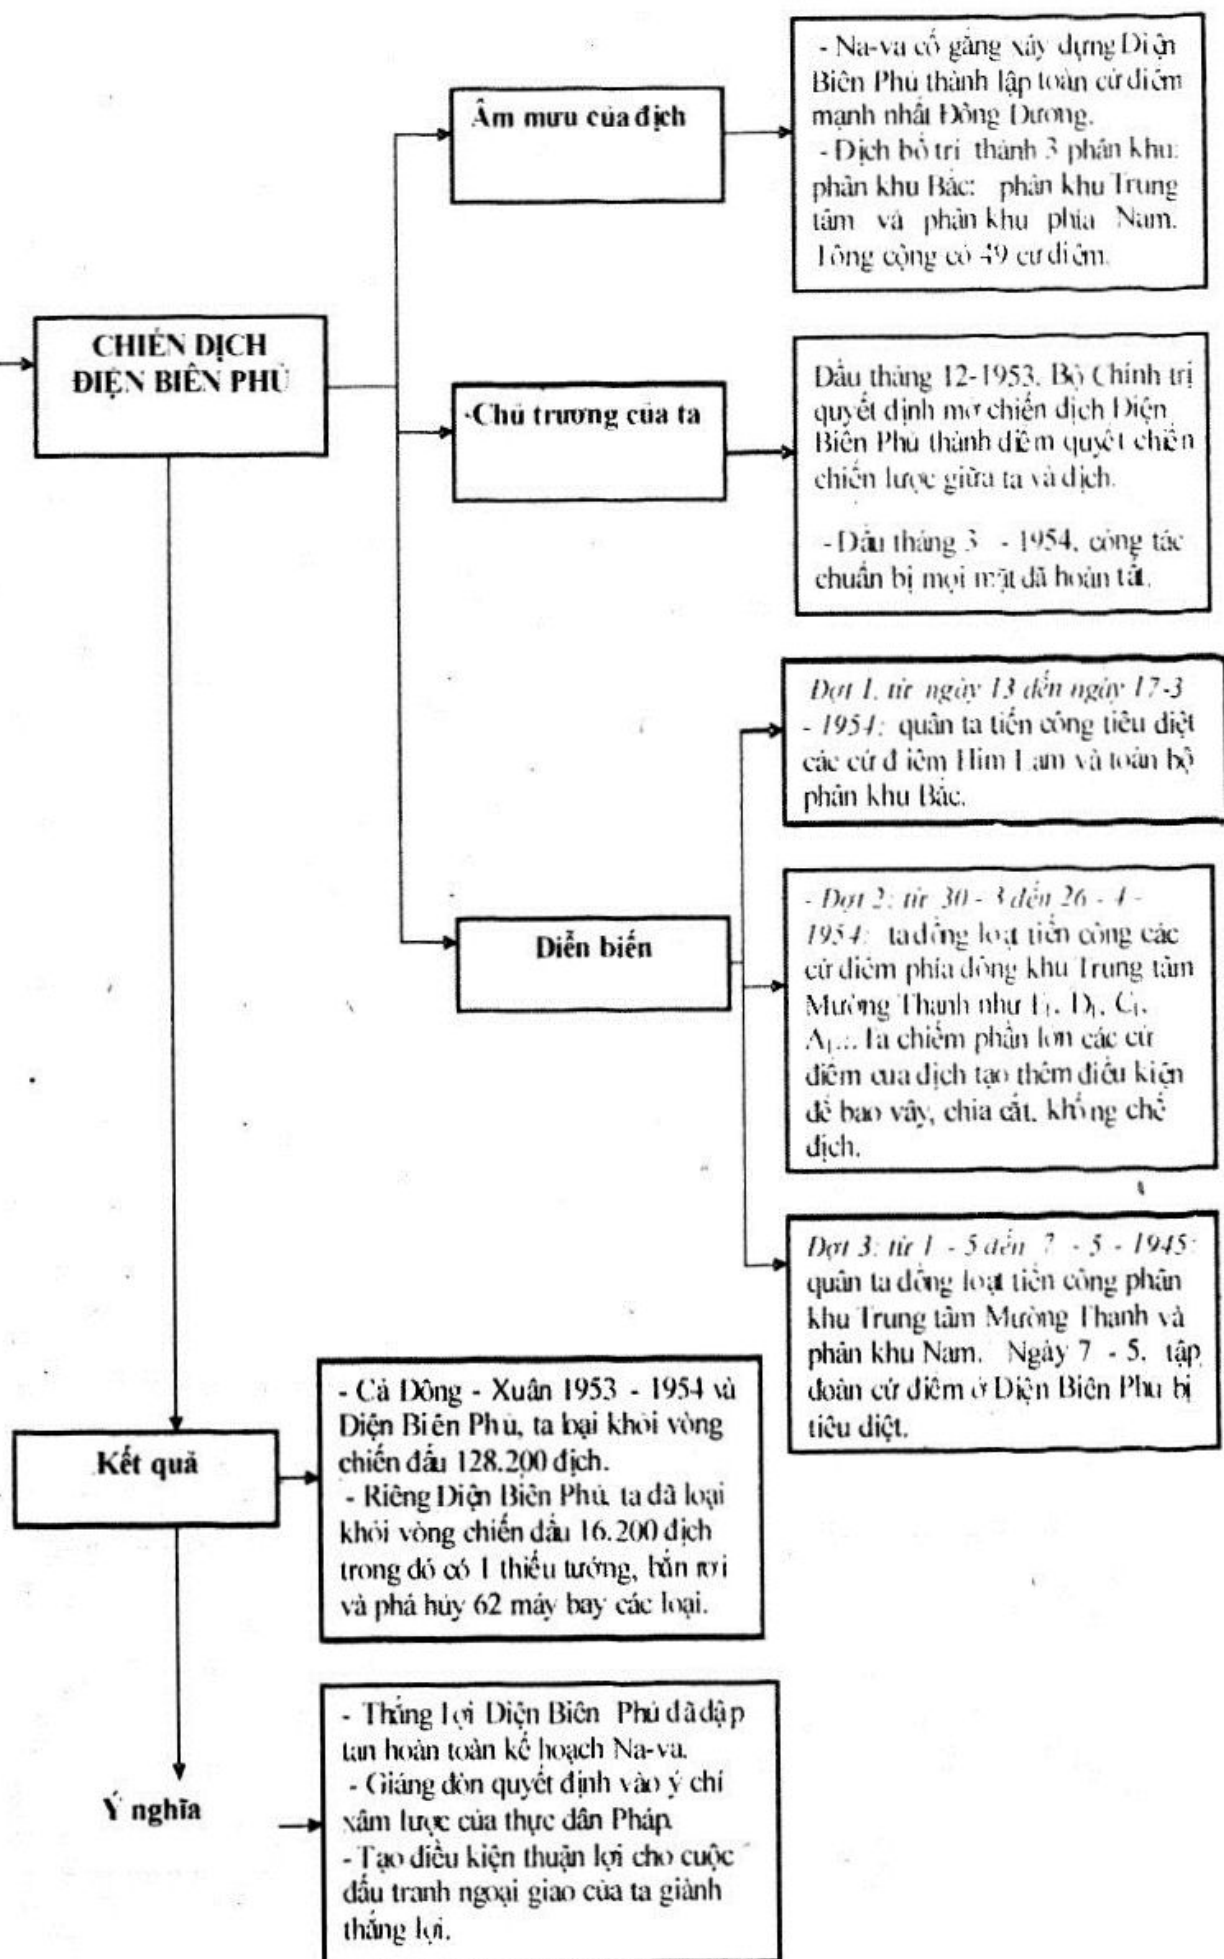 CHIẾN DỊCH
ĐIỆN BIÊN PHỦ
Âm mưu của địch
- Na-va cố gắng xây dựng Điện
Biên Phủ thành lập toàn cứ điểm
mạnh nhất Đông Dương.
- Địch bố trí thành 3 phân khu:
phân khu Bắc: phân khu Trung
tâm và phân khu phía Nam.
Tổng cộng có 49 cứ điểm.
-Chủ trương của ta
Đầu tháng 12-1953. Bộ Chính trị
quyết định mở chiến dịch Điện
Biên Phủ thành điểm quyết chiến
chiến lược giữa ta và địch.
- Đầu tháng 3 - 1954, công tác
chuẩn bị mọi mặt đã hoàn tất.
Diễn biến
Đợt 1, từ ngày 13 đến ngày 17-3
- 1954: quân ta tiến công tiêu diệt
các cứ điểm Him Lam và toàn bộ
phân khu Bắc.
- Đợt 2: từ 30 - 3 đến 26 - 4 -
1954: ta đồng loạt tiến công các
cứ điểm phía đông khu Trung tâm
Mường Thanh như E1, D1, C1,
A1... Ta chiếm phần lớn các cứ
điểm của địch tạo thêm điều kiện
để bao vây, chia cắt, khống chế
địch.
Đợt 3: từ 1 - 5 đến 7 - 5 - 1945:
quân ta đồng loạt tiến công phân
khu Trung tâm Mường Thanh và
phân khu Nam. Ngày 7 - 5, tập
đoàn cứ điểm ở Điện Biên Phủ bị
tiêu diệt.
Kết quả
- Cả Đông - Xuân 1953 - 1954 và
Điện Biên Phủ, ta loại khỏi vòng
chiến đấu 128.200 địch.
- Riêng Điện Biên Phủ, ta đã loại
khỏi vòng chiến đấu 16.200 địch
trong đó có 1 thiếu tướng, bắn rơi
và phá hủy 62 máy bay các loại.
Ý nghĩa
- Thắng lợi Điện Biên Phủ đã đập
tan hoàn toàn kế hoạch Na-va.
- Giáng đòn quyết định vào ý chí
xâm lược của thực dân Pháp.
- Tạo điều kiện thuận lợi cho cuộc
đấu tranh ngoại giao của ta giành
thắng lợi.